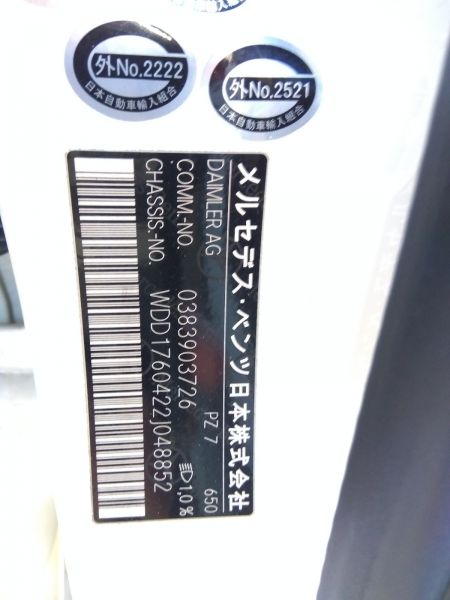 外No.2222
日本自動車輸入組合
外No.2521
日本自動車輸入組合
メルセデス・ベンツ日本株式会社
DAIMLER AG 650
COMM.-NO. 0383903726 PZ 7 1,0 %
CHASSIS.-NO. WDD1760422J048852